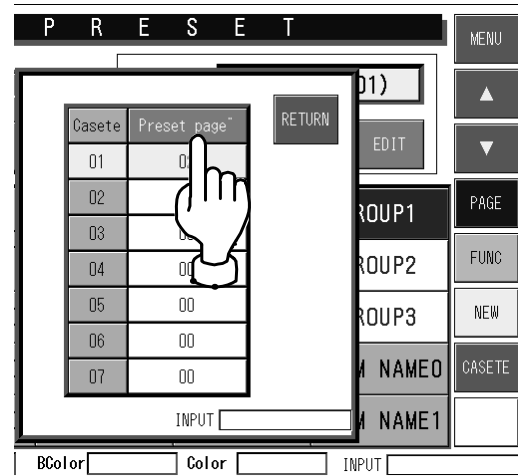 PRESET
MENU
01)
▲
Casete Preset page RETURN
EDIT
▼
01
02
ROUP1
PAGE
03
04
ROUP2
FUNC
05 00
ROUP3
NEW
06 00
07 00
M NAME0
CASETE
INPUT
M NAME1
BColor Color INPUT